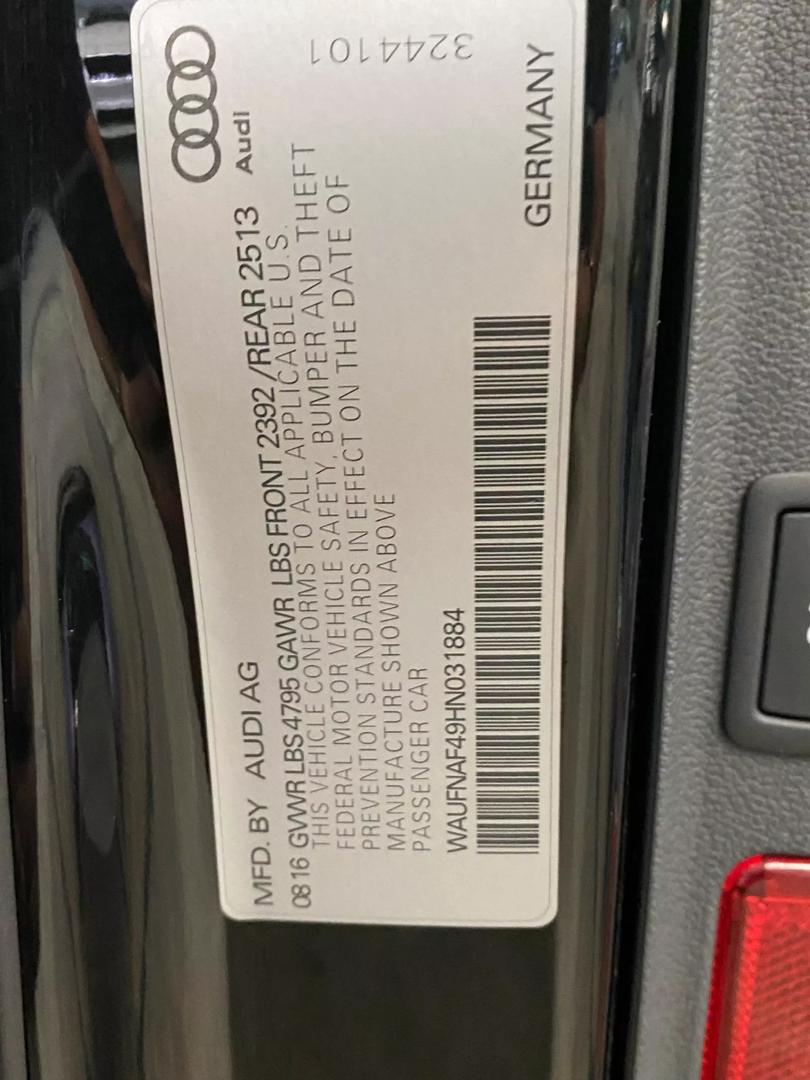 MFD. BY AUDI AG
Audi
0816 GVWR LBS 4795 GAWR LBS FRONT 2392/REAR 2513
THIS VEHICLE CONFORMS TO ALL APPLICABLE U.S.
FEDERAL MOTOR VEHICLE SAFETY, BUMPER AND THEFT
PREVENTION STANDARDS IN EFFECT ON THE DATE OF
MANUFACTURE SHOWN ABOVE
PASSENGER CAR
WAUFNAF49HN031884
GERMANY
3244101